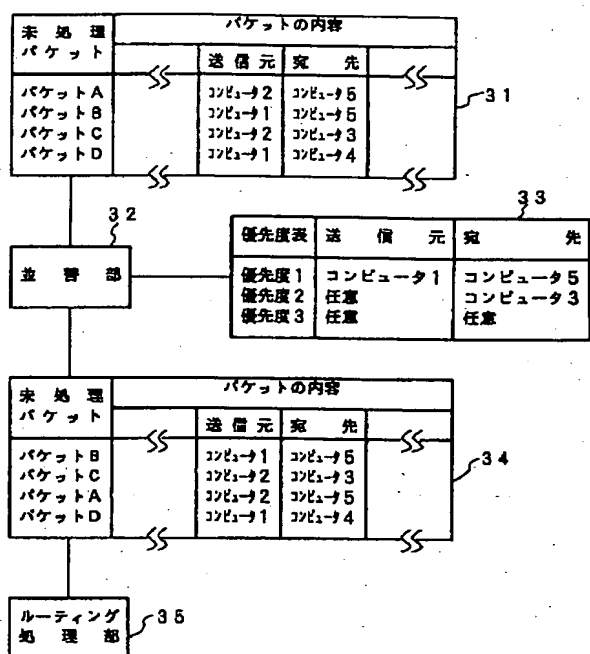 未処理パケット パケットの内容
送信元 宛先
パケットA コンピュータ2 コンピュータ5
パケットB コンピュータ1 コンピュータ5
パケットC コンピュータ2 コンピュータ3
パケットD コンピュータ1 コンピュータ4
31
32
33
並替部
優先度表 送信元 宛先
優先度1 コンピュータ1 コンピュータ5
優先度2 任意 コンピュータ3
優先度3 任意 任意
未処理パケット パケットの内容
送信元 宛先
パケットB コンピュータ1 コンピュータ5
パケットC コンピュータ2 コンピュータ3
パケットA コンピュータ2 コンピュータ5
パケットD コンピュータ1 コンピュータ4
34
ルーティング
処理部
35